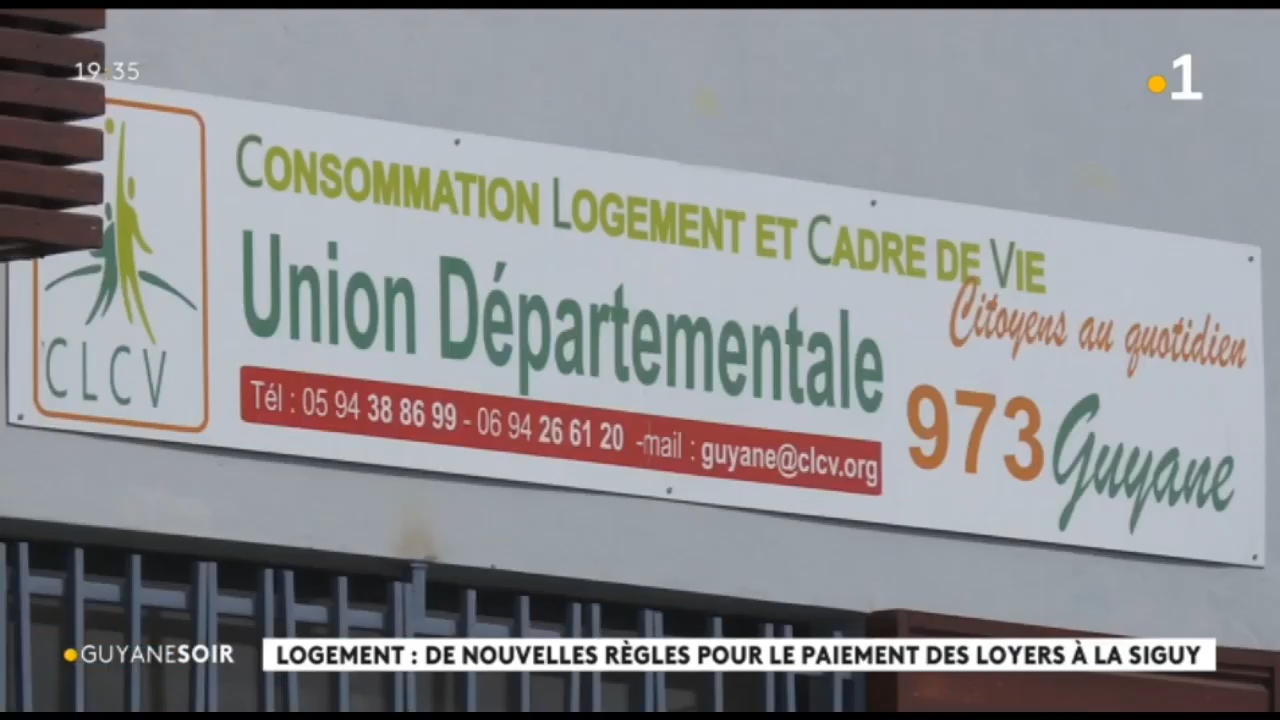 19:35
1
CONSOMMATION LOGEMENT ET CADRE DE VIE
Citoyens au quotidien
Union Départementale
CLCV
Tél : 05 94 38 86 99 - 06 94 26 61 20 -mail : guyane@clcv.org
973 Guyane
GUYANESOIR
LOGEMENT : DE NOUVELLES RÈGLES POUR LE PAIEMENT DES LOYERS À LA SIGUY